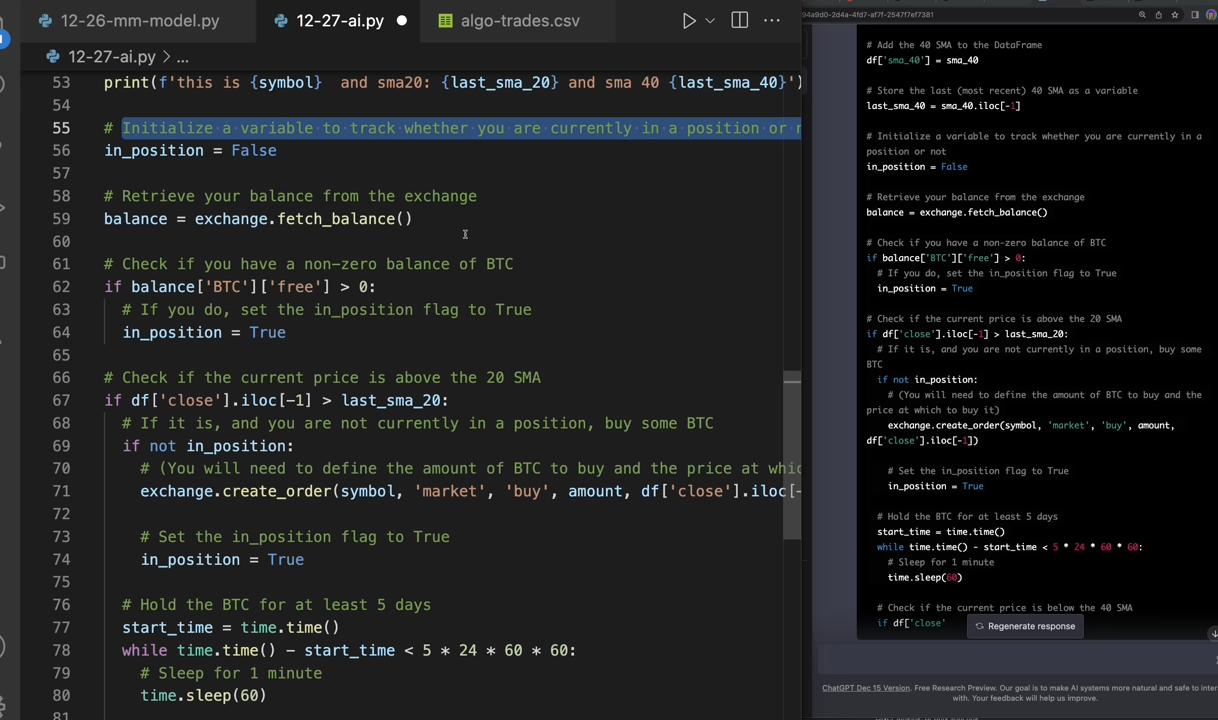 12-26-mm-model.py
12-27-ai.py
algo-trades.csv
12-27-ai.py > ...
53 print(f'this is {symbol}  and sma20: {last_sma_20} and sma 40 {last_sma_40}')
54
55 # Initialize a variable to track whether you are currently in a position or
56 in_position = False
57
58 # Retrieve your balance from the exchange
59 balance = exchange.fetch_balance()
60
61 # Check if you have a non-zero balance of BTC
62 if balance['BTC']['free'] > 0:
63 # If you do, set the in_position flag to True
64 in_position = True
65
66 # Check if the current price is above the 20 SMA
67 if df['close'].iloc[-1] > last_sma_20:
68 # If it is, and you are not currently in a position, buy some BTC
69 if not in_position:
70 # (You will need to define the amount of BTC to buy and the price at whic
71 exchange.create_order(symbol, 'market', 'buy', amount, df['close'].iloc[-
72
73 # Set the in_position flag to True
74 in_position = True
75
76 # Hold the BTC for at least 5 days
77 start_time = time.time()
78 while time.time() - start_time < 5 * 24 * 60 * 60:
79 # Sleep for 1 minute
80 time.sleep(60)
81
94a9d0-2d4a-4fd7-af7f-2547f7ef7381
# Add the 40 SMA to the DataFrame
df['sma_40'] = sma_40
# Store the last (most recent) 40 SMA as a variable
last_sma_40 = sma_40.iloc[-1]
# Initialize a variable to track whether you are currently in a
position or not
in_position = False
# Retrieve your balance from the exchange
balance = exchange.fetch_balance()
# Check if you have a non-zero balance of BTC
if balance['BTC']['free'] > 0:
# If you do, set the in_position flag to True
in_position = True
# Check if the current price is above the 20 SMA
if df['close'].iloc[-1] > last_sma_20:
# If it is, and you are not currently in a position, buy some
BTC
if not in_position:
# (You will need to define the amount of BTC to buy and the
price at which to buy it)
exchange.create_order(symbol, 'market', 'buy', amount,
df['close'].iloc[-1])
# Set the in_position flag to True
in_position = True
# Hold the BTC for at least 5 days
start_time = time.time()
while time.time() - start_time < 5 * 24 * 60 * 60:
# Sleep for 1 minute
time.sleep(60)
# Check if the current price is below the 40 SMA
if df['close'
Regenerate response
ChatGPT Dec 15 Version. Free Research Preview. Our goal is to make AI systems more natural and safe to inter
with. Your feedback will help us improve.